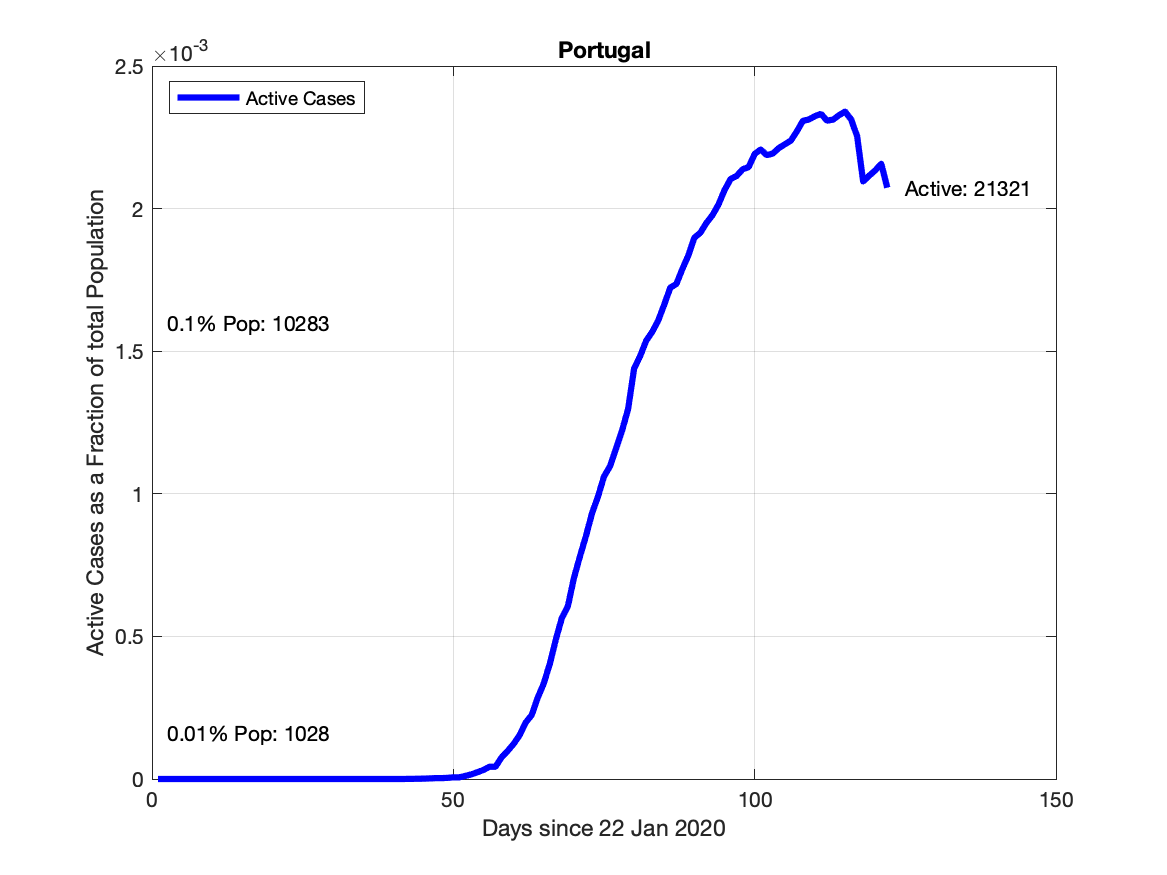 Portugal
×10-3
2.5
2
1.5
1
0.5
0
Active Cases
Active: 21321
0.1% Pop: 10283
0.01% Pop: 1028
0
50
100
150
Days since 22 Jan 2020
Active Cases as a Fraction of total Population